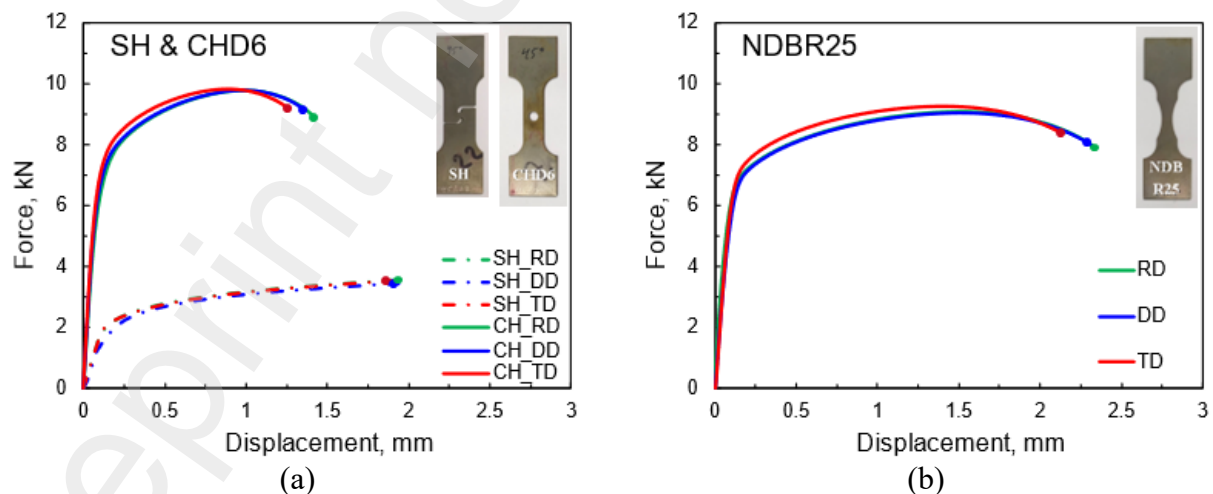 SH & CHD6
12
10
8
6
4
2
0
Force, kN
45°
22
SH
CHD6
SH_RD
SH_DD
SH_TD
CH_RD
CH_DD
CH_TD
0 0.5 1 1.5 2 2.5 3
Displacement, mm
(a)
NDBR25
12
10
8
6
4
2
0
Force, kN
NDB
R25
RD
DD
TD
0 0.5 1 1.5 2 2.5 3
Displacement, mm
(b)